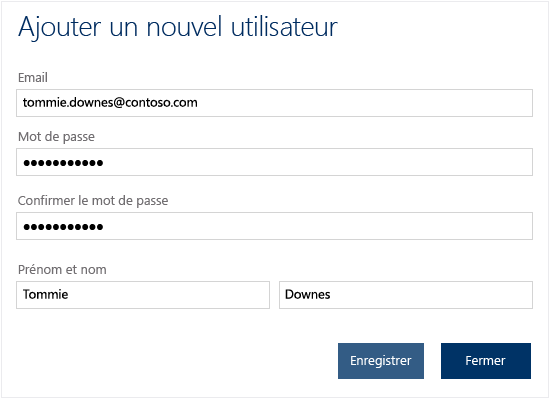 Ajouter un nouvel utilisateur
Email
tommie.downes@contoso.com
Mot de passe
●●●●●●●●●●●
Confirmer le mot de passe
●●●●●●●●●●●
Prénom et nom
Tommie Downes
Enregistrer Fermer